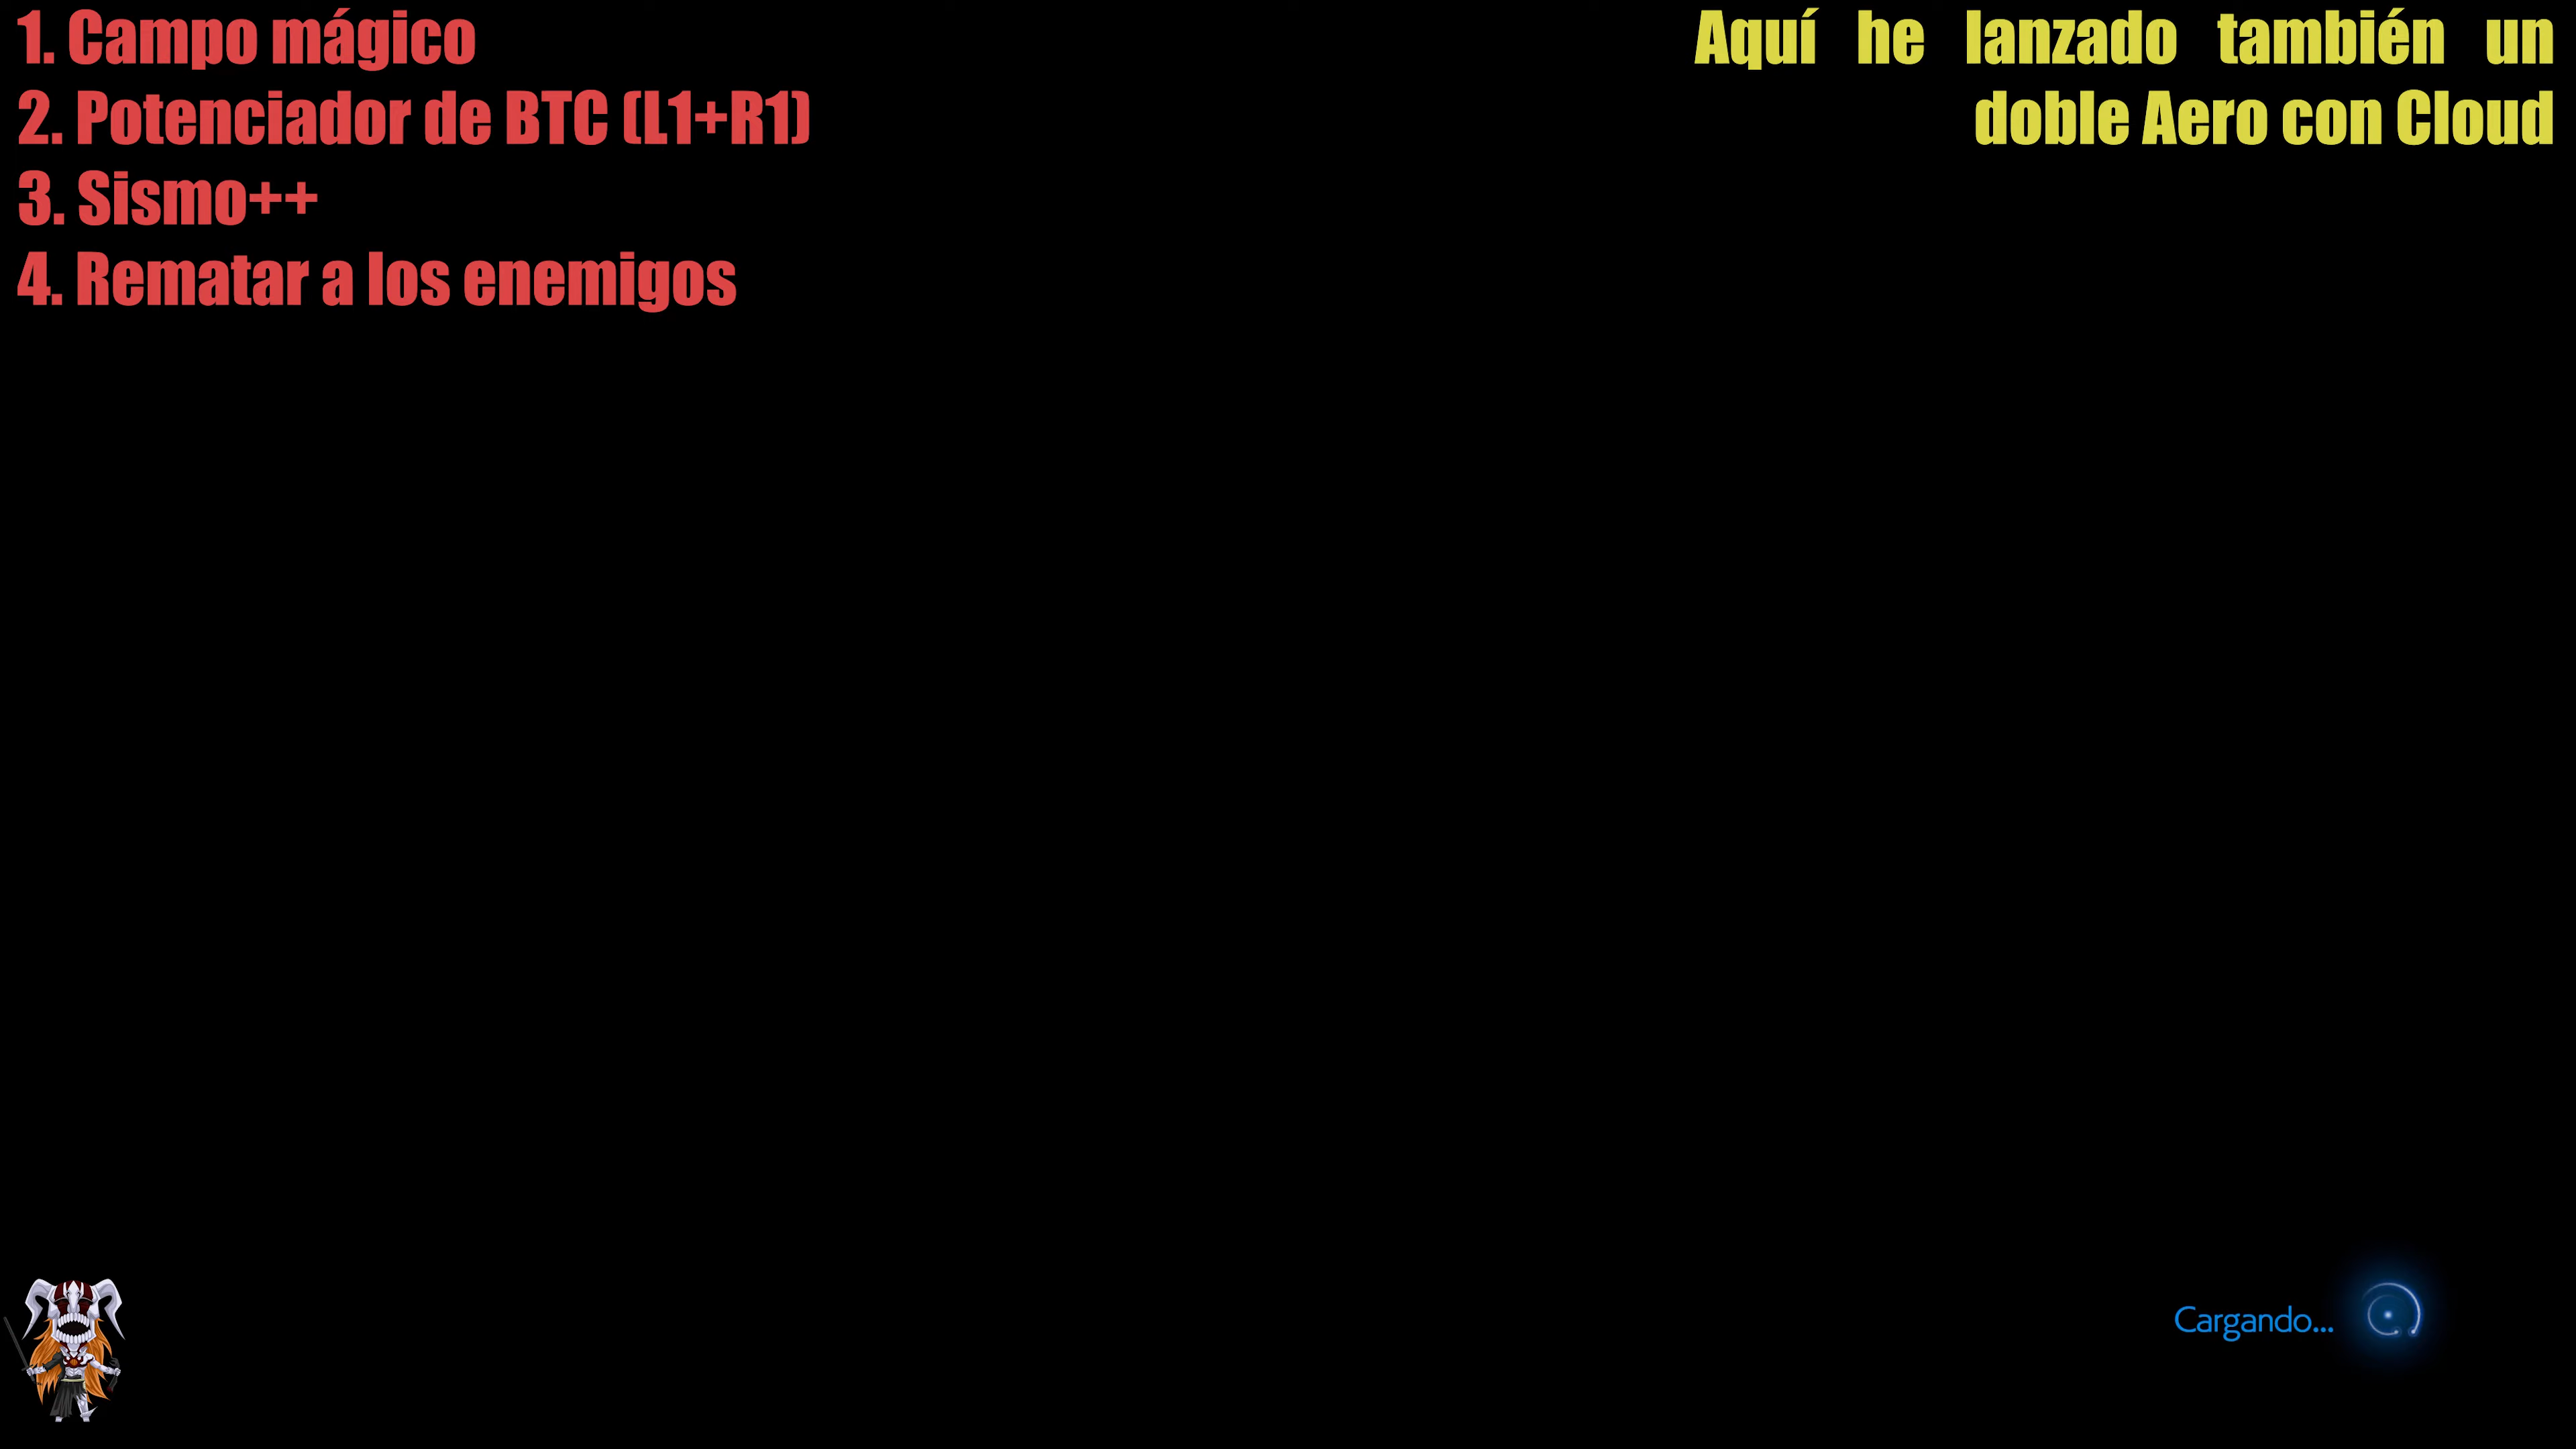 1. Campo mágico
2. Potenciador de BTC (L1+R1)
3. Sismo++
4. Rematar a los enemigos
Aquí he lanzado también un
doble Aero con Cloud
Cargando...